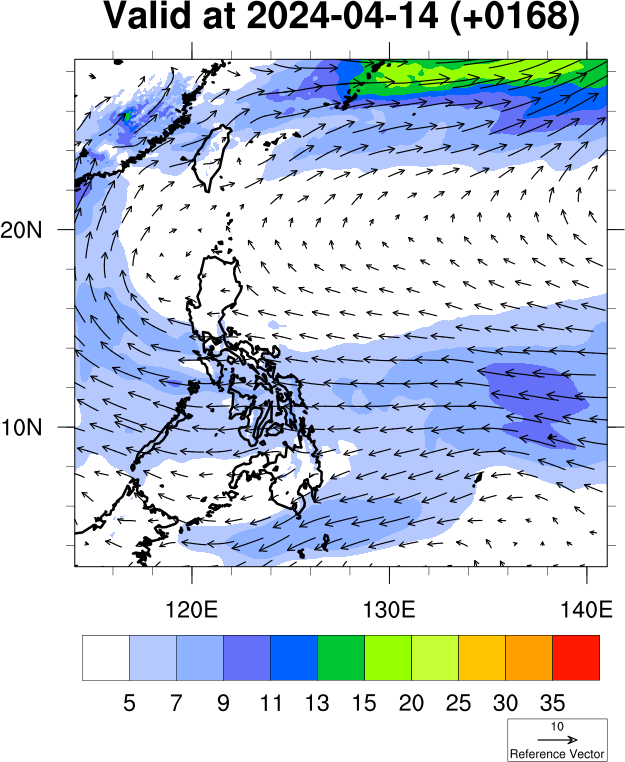 Valid at 2024-04-14 (+0168)
20N
10N
120E 130E 140E
5 7 9 11 13 15 20 25 30 35
10
Reference Vector